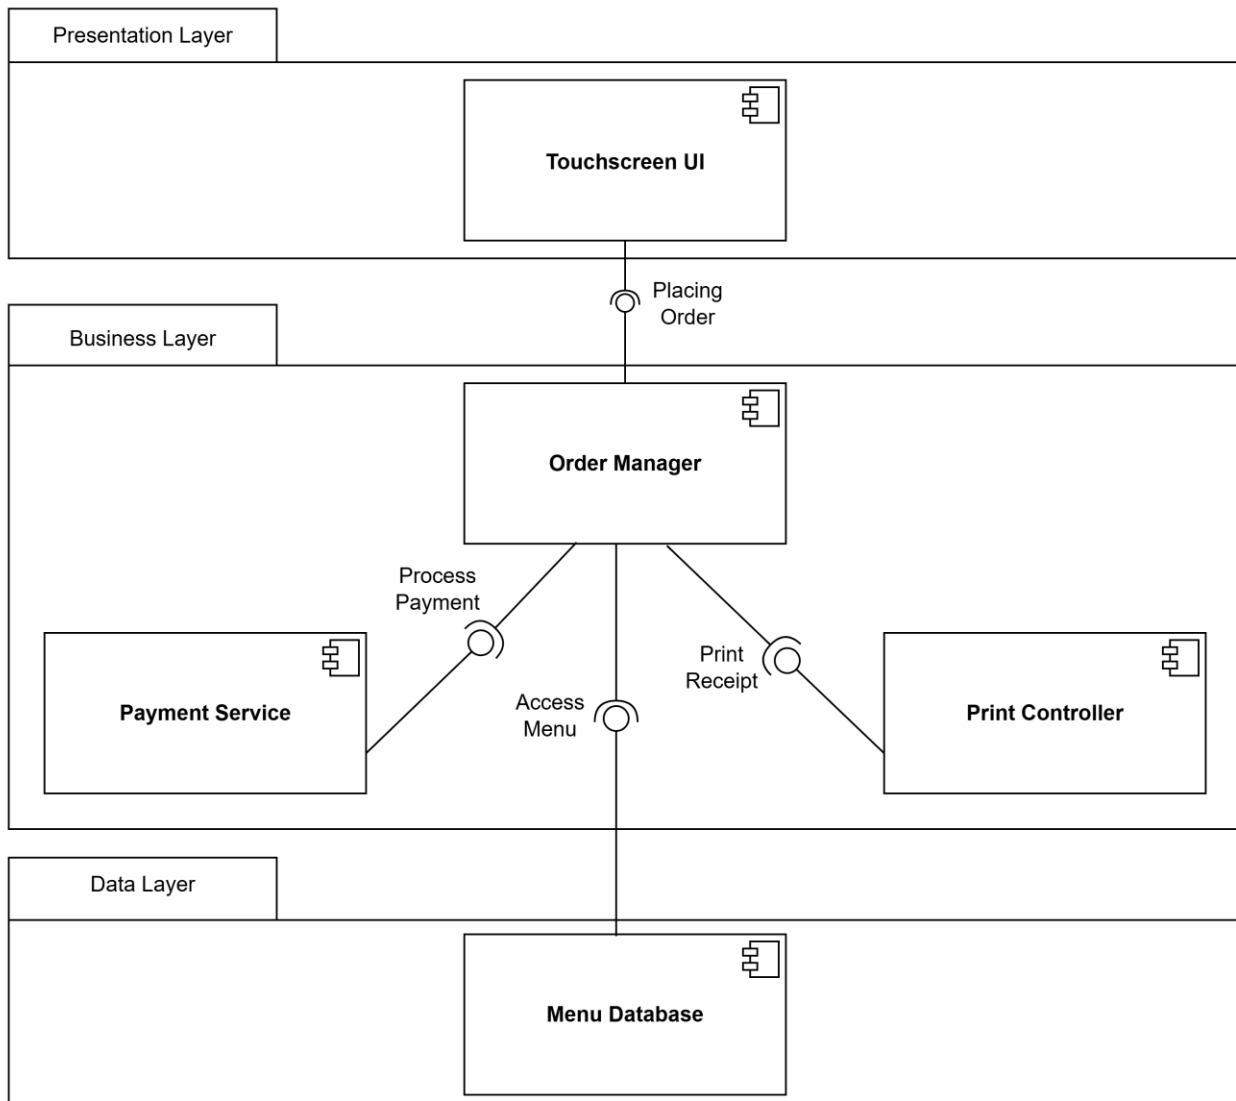 Presentation Layer
Touchscreen UI
Placing
Order
Business Layer
Order Manager
Process
Payment
Payment Service
Access
Menu
Print
Receipt
Print Controller
Data Layer
Menu Database